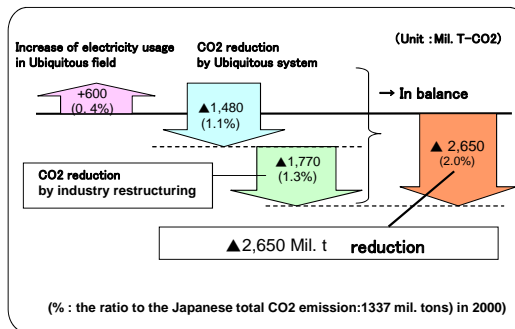 (Unit : Mil. T-CO2)
Increase of electricity usage
in Ubiquitous field
CO2 reduction
by Ubiquitous system
+600
(0. 4%)
▲1,480
(1.1%)
→ In balance
▲ 2,650
(2.0%)
▲1,770
(1.3%)
CO2 reduction
by industry restructuring
▲2,650 Mil. t reduction
(% : the ratio to the Japanese total CO2 emission:1337 mil. tons) in 2000)